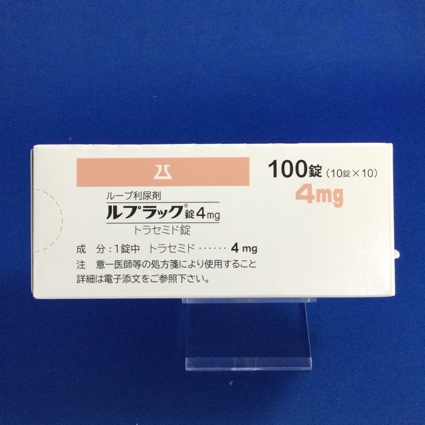 100錠 (10錠×10)
4mg
ループ利尿剤
ルプラック®錠4mg
トラセミド錠
成 分:1錠中 トラセミド‥‥‥ 4 mg
注 意−医師等の処方箋により使用すること
詳細は電子添文をご参照下さい。